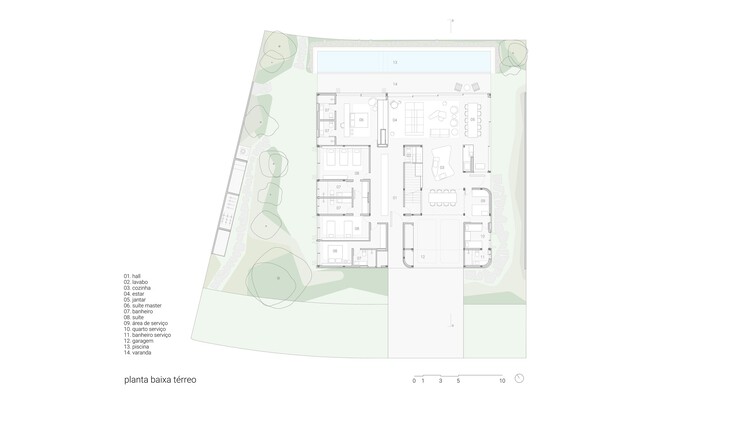 01. hall
02. lavabo
03. cozinha
04. estar
05. jantar
06. suíte master
07. banheiro
08. suíte
09. área de serviço
10. quarto serviço
11. banheiro serviço
12. garagem
13. piscina
14. varanda
planta baixa térreo
0 1 3 5 10